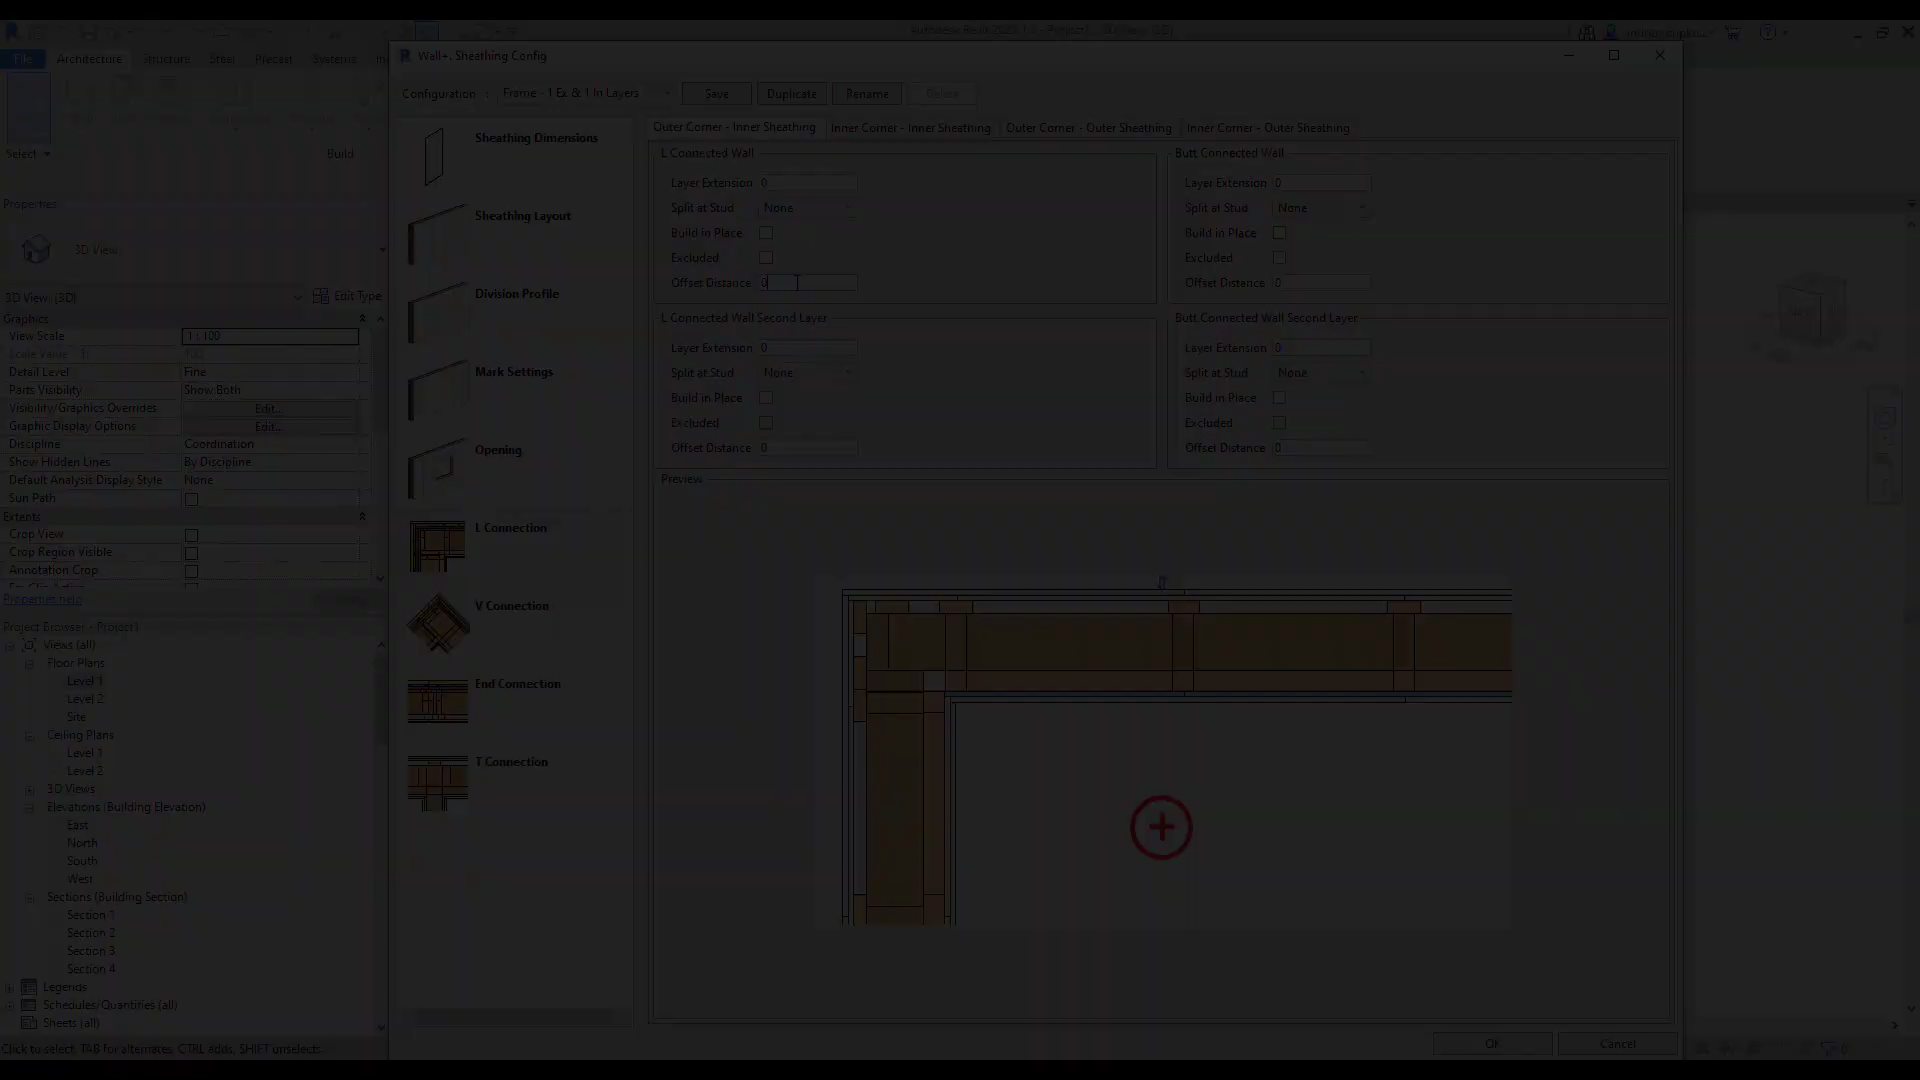 Wall+. Sheathing Config
File
Architecture
Structure
Steel
Precast
Systems
Configuration :
Frame - 1 Ex. & 1 In Layers
Save
Duplicate
Rename
Delete
Select
Build
Sheathing Dimensions
Sheathing Layout
Division Profile
Mark Settings
Opening
L Connection
V Connection
End Connection
T Connection
Outer Corner - Inner Sheathing
Inner Corner - Inner Sheathing
Outer Corner - Outer Sheathing
Inner Corner - Outer Sheathing
L Connected Wall
Layer Extension 0
Split at Stud None
Build in Place
Excluded
Offset Distance 0
Butt Connected Wall
Layer Extension 0
Split at Stud None
Build in Place
Excluded
Offset Distance 0
L Connected Wall Second Layer
Layer Extension 0
Split at Stud None
Build in Place
Excluded
Offset Distance 0
Butt Connected Wall Second Layer
Layer Extension 0
Split at Stud None
Build in Place
Excluded
Offset Distance 0
Preview
OK
Cancel
Properties
3D View
3D View: {3D}
Edit Type
Graphics
View Scale 1 : 100
Scale Value 1: 100
Detail Level Fine
Parts Visibility Show Both
Visibility/Graphics Overrides Edit...
Graphic Display Options Edit...
Discipline Coordination
Show Hidden Lines By Discipline
Default Analysis Display Style None
Sun Path
Extents
Crop View
Crop Region Visible
Annotation Crop
Properties help
Project Browser - Project1
Views (all)
Floor Plans
Level 1
Level 2
Site
Ceiling Plans
Level 1
Level 2
3D Views
Elevations (Building Elevation)
East
North
South
West
Sections (Building Section)
Section 1
Section 2
Section 3
Section 4
Legends
Schedules/Quantities (all)
Sheets (all)
Click to select, TAB for alternates, CTRL adds, SHIFT unselects.